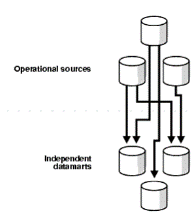 Operational sources
Independent
datamarts